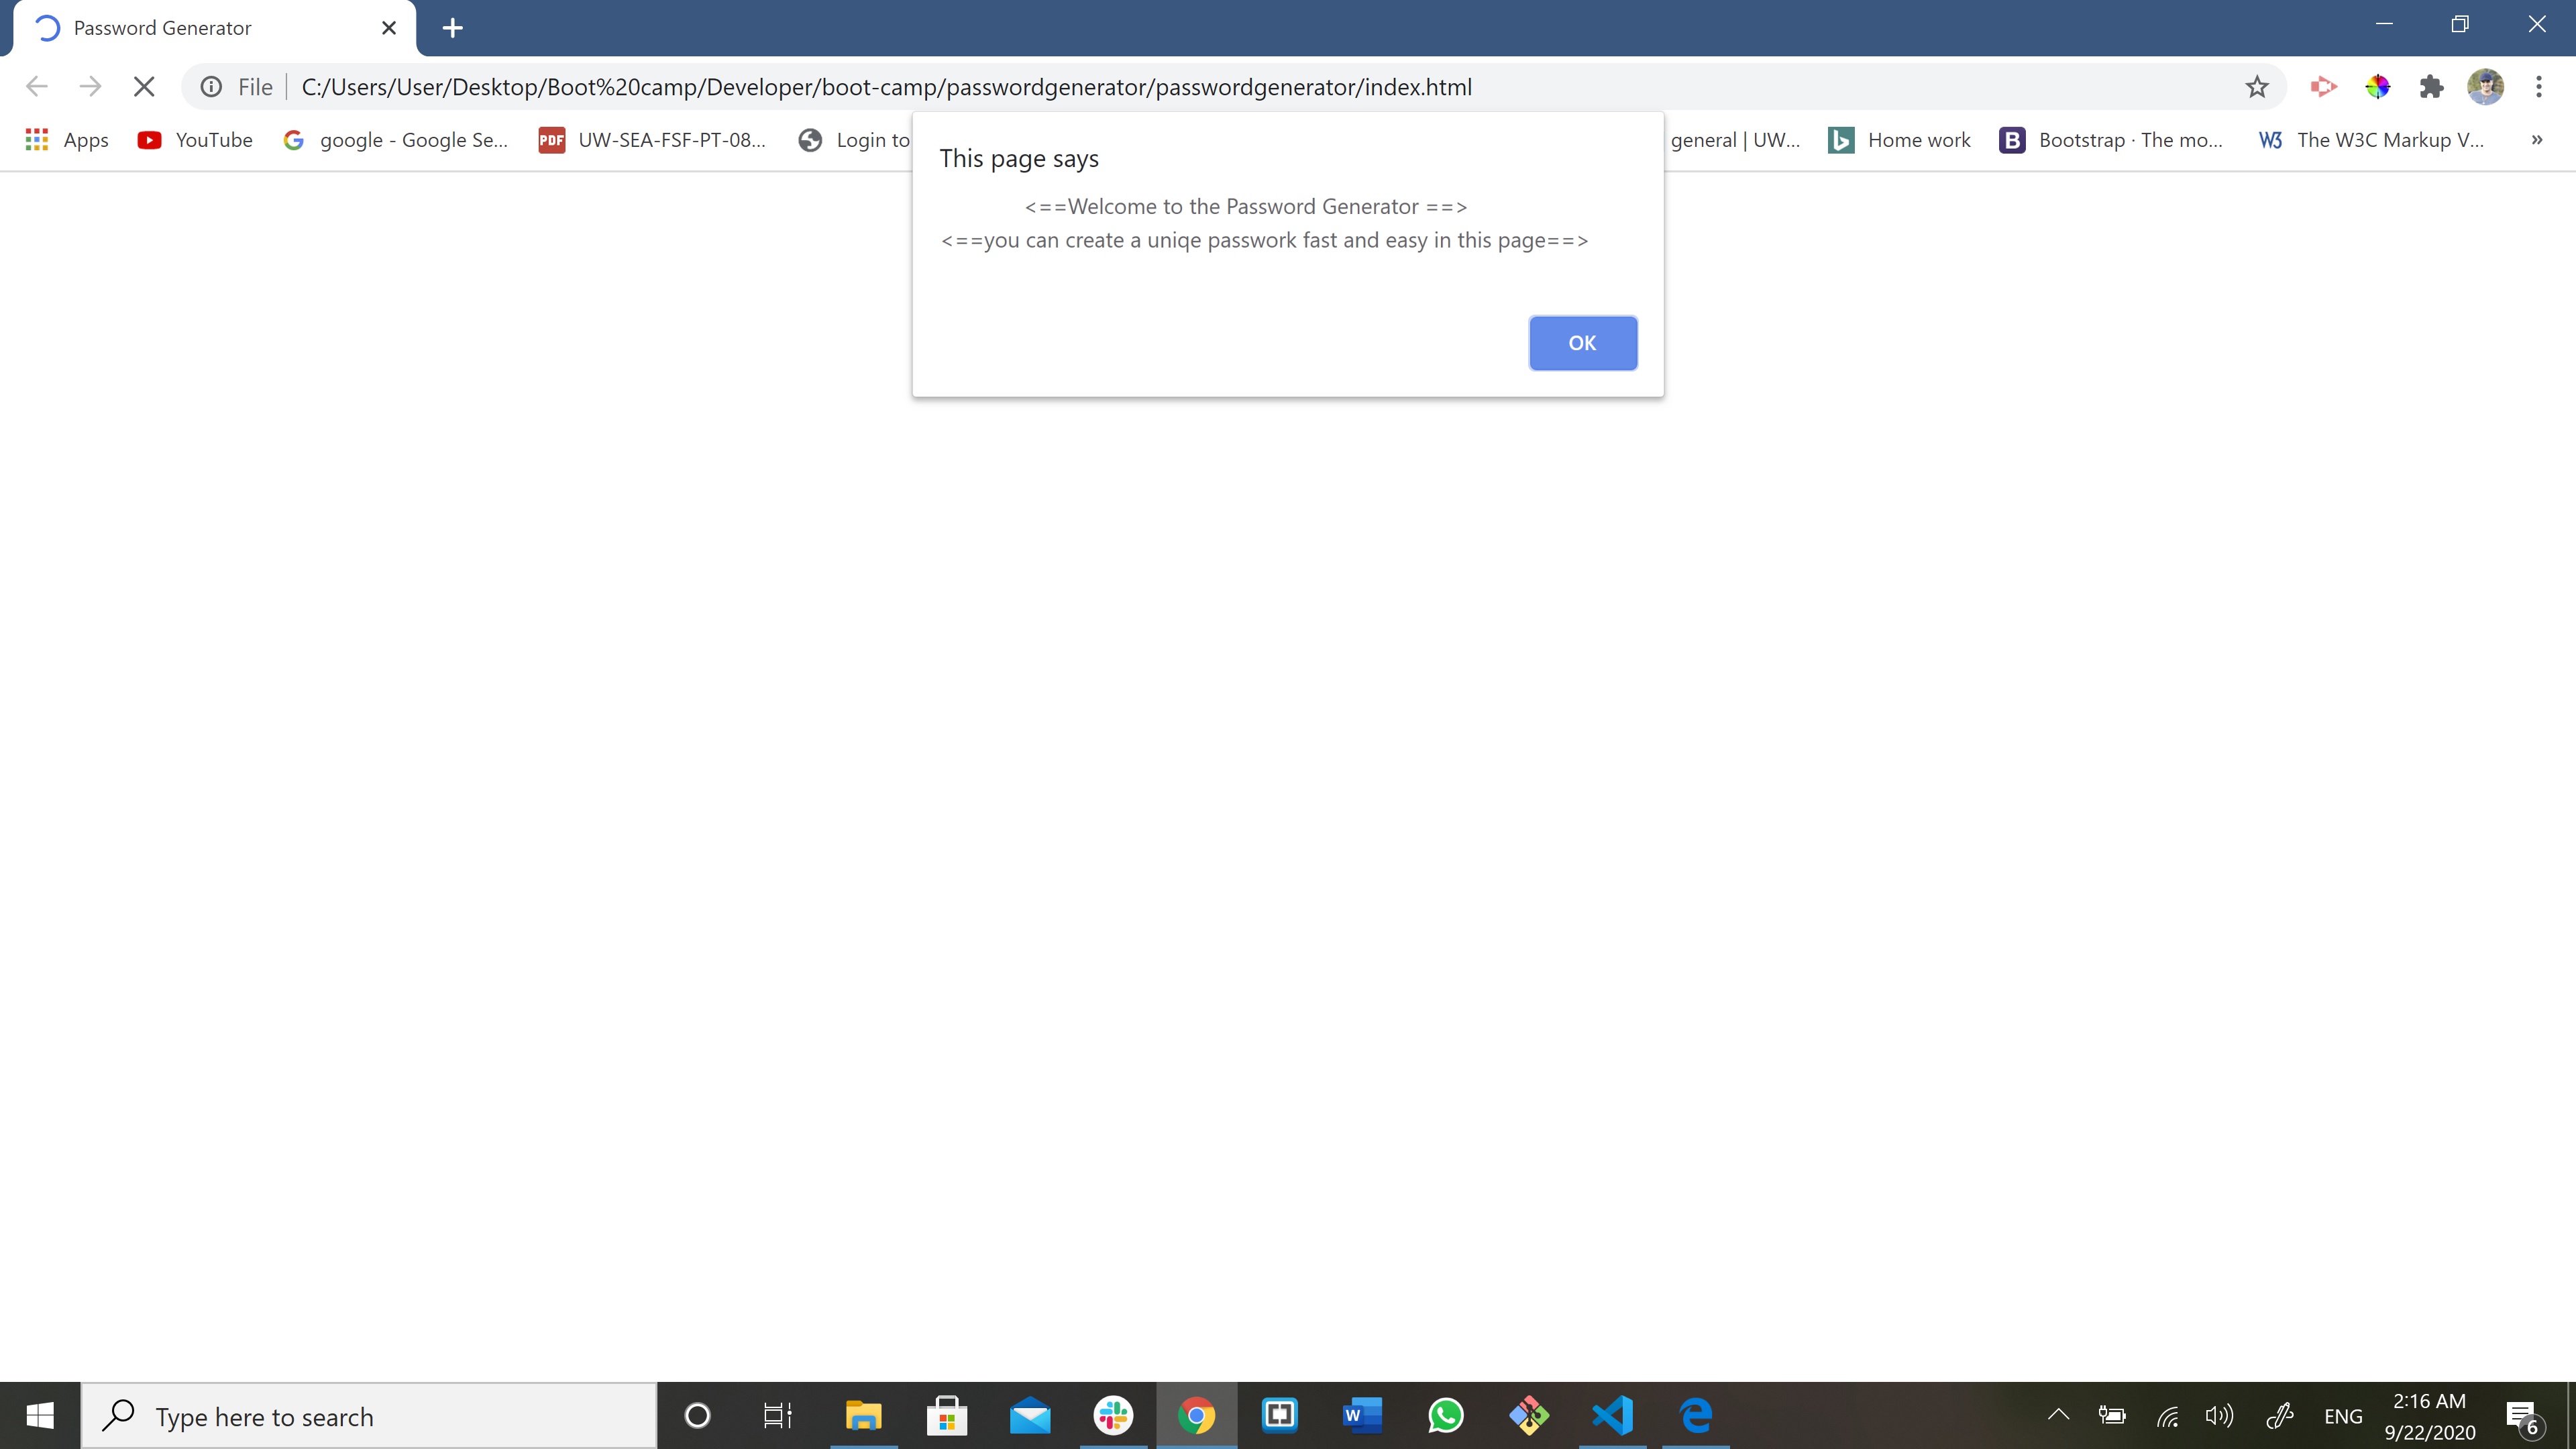 Password Generator
File C:/Users/User/Desktop/Boot%20camp/Developer/boot-camp/passwordgenerator/passwordgenerator/index.html
Apps YouTube google - Google Se... PDF UW-SEA-FSF-PT-08... Login to general | UW... Home work B Bootstrap · The mo... W3 The W3C Markup V... »
This page says
<==Welcome to the Password Generator ==>
<==you can create a uniqe passwork fast and easy in this page==>
OK
Type here to search
W
ENG
2:16 AM
9/22/2020
6